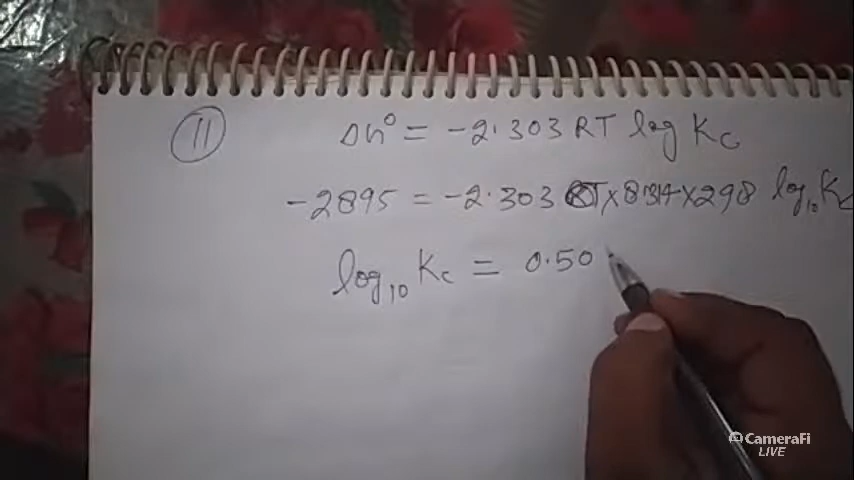 11 Δn° = -2.303 RT log Kc
-2895 = -2.303 × 8.314 × 298 log₁₀ Kc
log₁₀ Kc = 0.50
CameraFi
LIVE